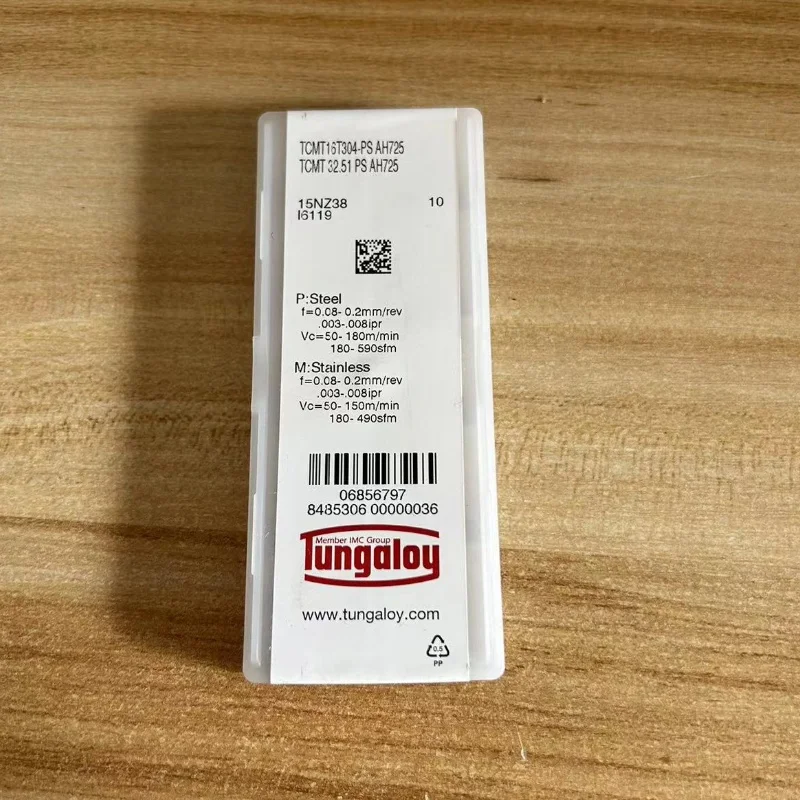 TCMT16T304-PS AH725
TCMT 32.51 PS AH725
15NZ38 10
I6119
P:Steel
f=0.08- 0.2mm/rev
.003-.008ipr
Vc=50- 180m/min
180- 590sfm
M:Stainless
f=0.08- 0.2mm/rev
.003-.008ipr
Vc=50- 150m/min
180- 490sfm
06856797
8485306 00000036
Member IMC Group
Tungaloy
www.tungaloy.com
0.5
PP